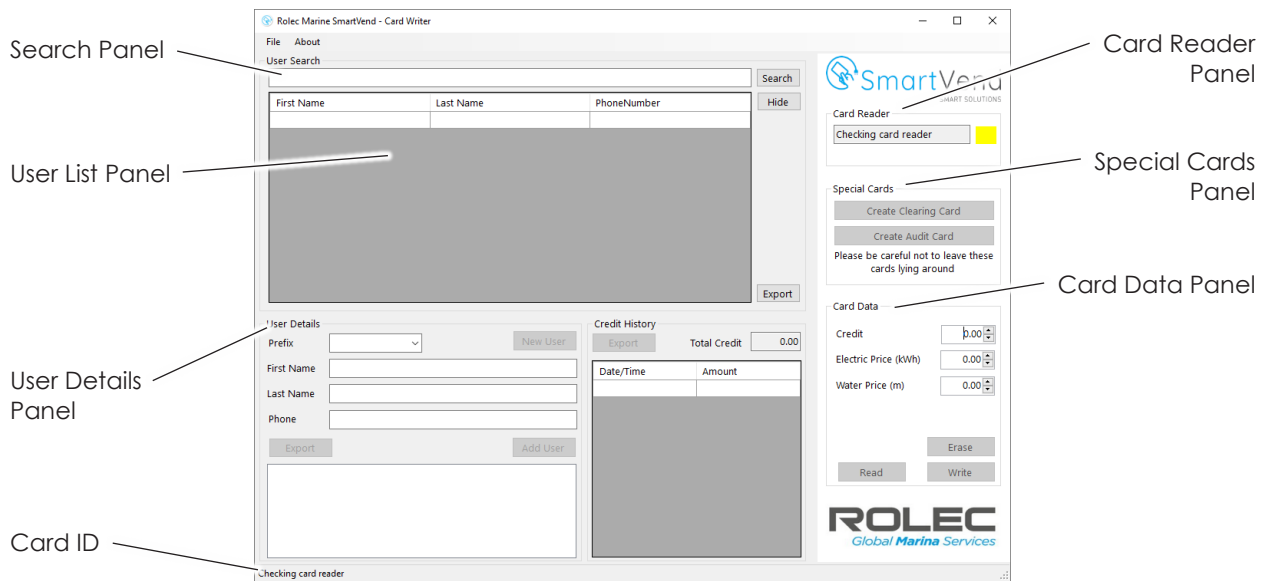 Rolec Marine SmartVend - Card Writer
File About
User Search
Search
First Name Last Name PhoneNumber
Hide
Export
User Details
Prefix
New User
First Name
Last Name
Phone
Export
Add User
Credit History
Export
Total Credit 0.00
Date/Time Amount
SmartVend
SMART SOLUTIONS
Card Reader
Checking card reader
Special Cards
Create Clearing Card
Create Audit Card
Please be careful not to leave these
cards lying around
Card Data
Credit 0.00
Electric Price (kWh) 0.00
Water Price (m) 0.00
Erase
Read Write
ROLEC
Global Marina Services
Checking card reader
Search Panel
User List Panel
User Details
Panel
Card ID
Card Reader
Panel
Special Cards
Panel
Card Data Panel